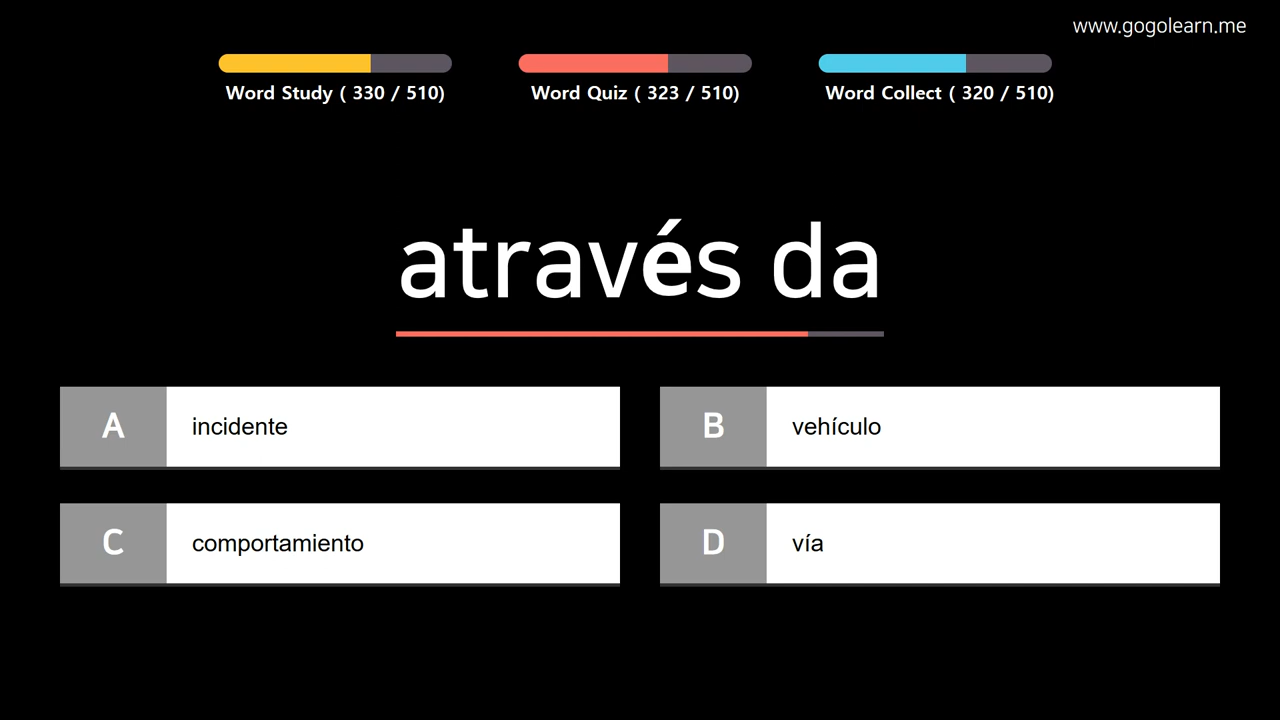 www.gogolearn.me
Word Study ( 330 / 510)
Word Quiz ( 323 / 510)
Word Collect ( 320 / 510)
através da
A incidente
B vehículo
C comportamiento
D vía